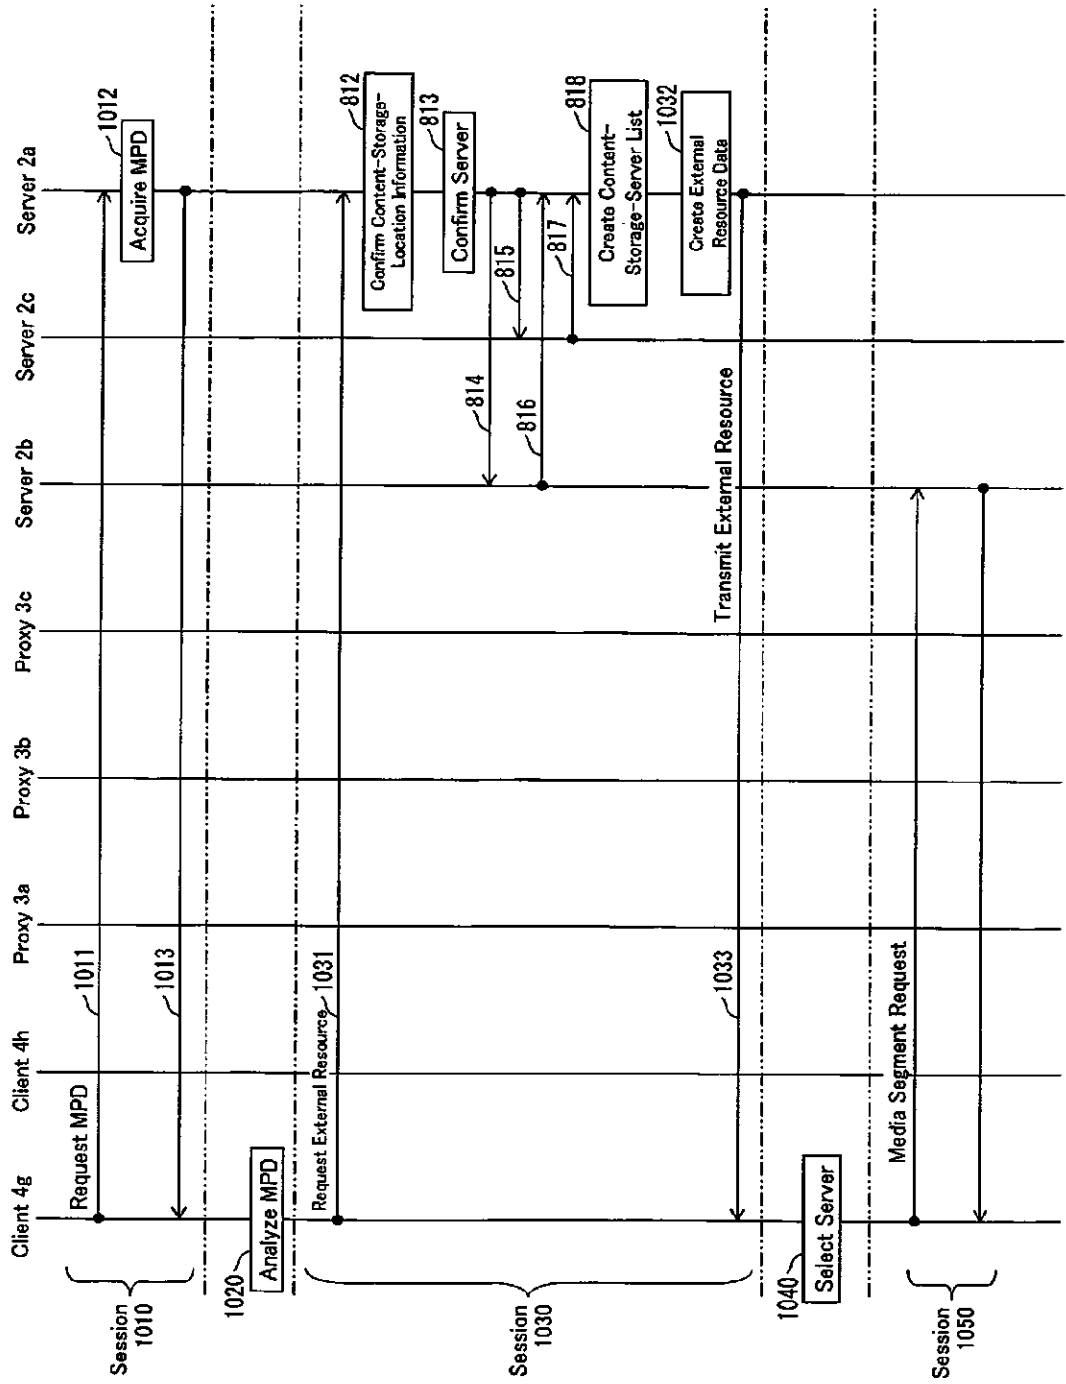 Client 4g
Client 4h
Proxy 3a
Proxy 3b
Proxy 3c
Server 2b
Server 2c
Server 2a
Session
1010
Request MPD
1011
1012
Acquire MPD
1013
1020
Analyze MPD
Session
1030
Request External Resource
1031
812
Confirm Content-Storage-
Location Information
813
Confirm Server
814
815
816
817
818
Create Content-
Storage-Server List
1032
Create External
Resource Data
Transmit External Resource
1033
1040
Select Server
Session
1050
Media Segment Request